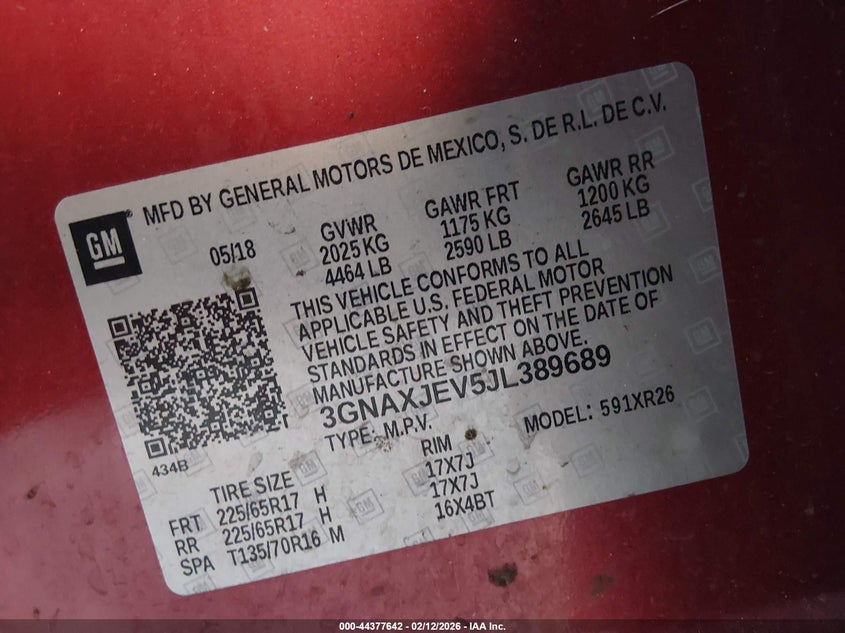 MFD BY GENERAL MOTORS DE MEXICO, S. DE R.L. DE C.V.
GM
05/18
GVWR GAWR FRT GAWR RR
2025 KG 1175 KG 1200 KG
4464 LB 2590 LB 2645 LB
THIS VEHICLE CONFORMS TO ALL
APPLICABLE U.S. FEDERAL MOTOR
VEHICLE SAFETY AND THEFT PREVENTION
STANDARDS IN EFFECT ON THE DATE OF
MANUFACTURE SHOWN ABOVE.
3GNAXJEV5JL389689
TYPE: M.P.V. MODEL: 591XR26
434B
TIRE SIZE RIM
FRT 225/65R17 H 17X7J
RR 225/65R17 H 17X7J
SPA T135/70R16 M 16X4BT
000-44377642 - 02/12/2026 - IAA Inc.